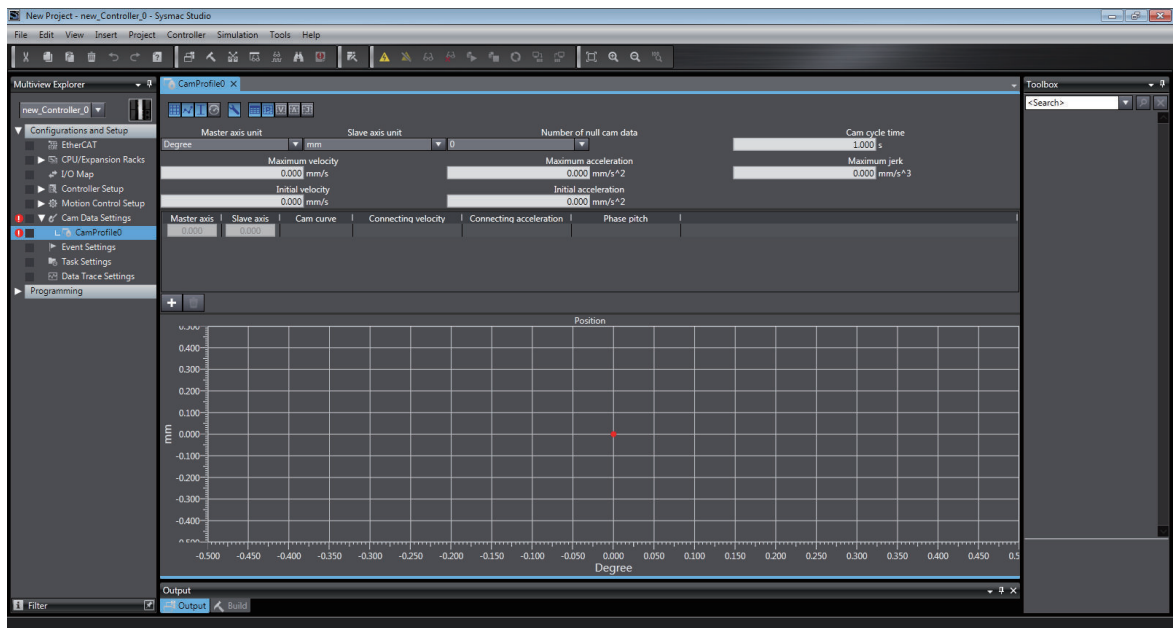 New Project - new_Controller_0 - Sysmac Studio
File Edit View Insert Project Controller Simulation Tools Help
Multiview Explorer
new_Controller_0
Configurations and Setup
EtherCAT
CPU/Expansion Racks
I/O Map
Controller Setup
Motion Control Setup
Cam Data Settings
CamProfile0
Event Settings
Task Settings
Data Trace Settings
Programming
Filter
CamProfile0
Master axis unit Slave axis unit Number of null cam data Cam cycle time
Degree mm 0 1.000 s
Maximum velocity Maximum acceleration Maximum jerk
0.000 mm/s 0.000 mm/s^2 0.000 mm/s^3
Initial velocity Initial acceleration
0.000 mm/s 0.000 mm/s^2
Master axis Slave axis Cam curve Connecting velocity Connecting acceleration Phase pitch
0.000 0.000
Position
0.500
0.400
0.300
0.200
0.100
mm
0.000
-0.100
-0.200
-0.300
-0.400
-0.500
-0.500 -0.450 -0.400 -0.350 -0.300 -0.250 -0.200 -0.150 -0.100 -0.050 0.000 0.050 0.100 0.150 0.200 0.250 0.300 0.350 0.400 0.450 0.5
Degree
Output
Output Build
Toolbox
<Search>